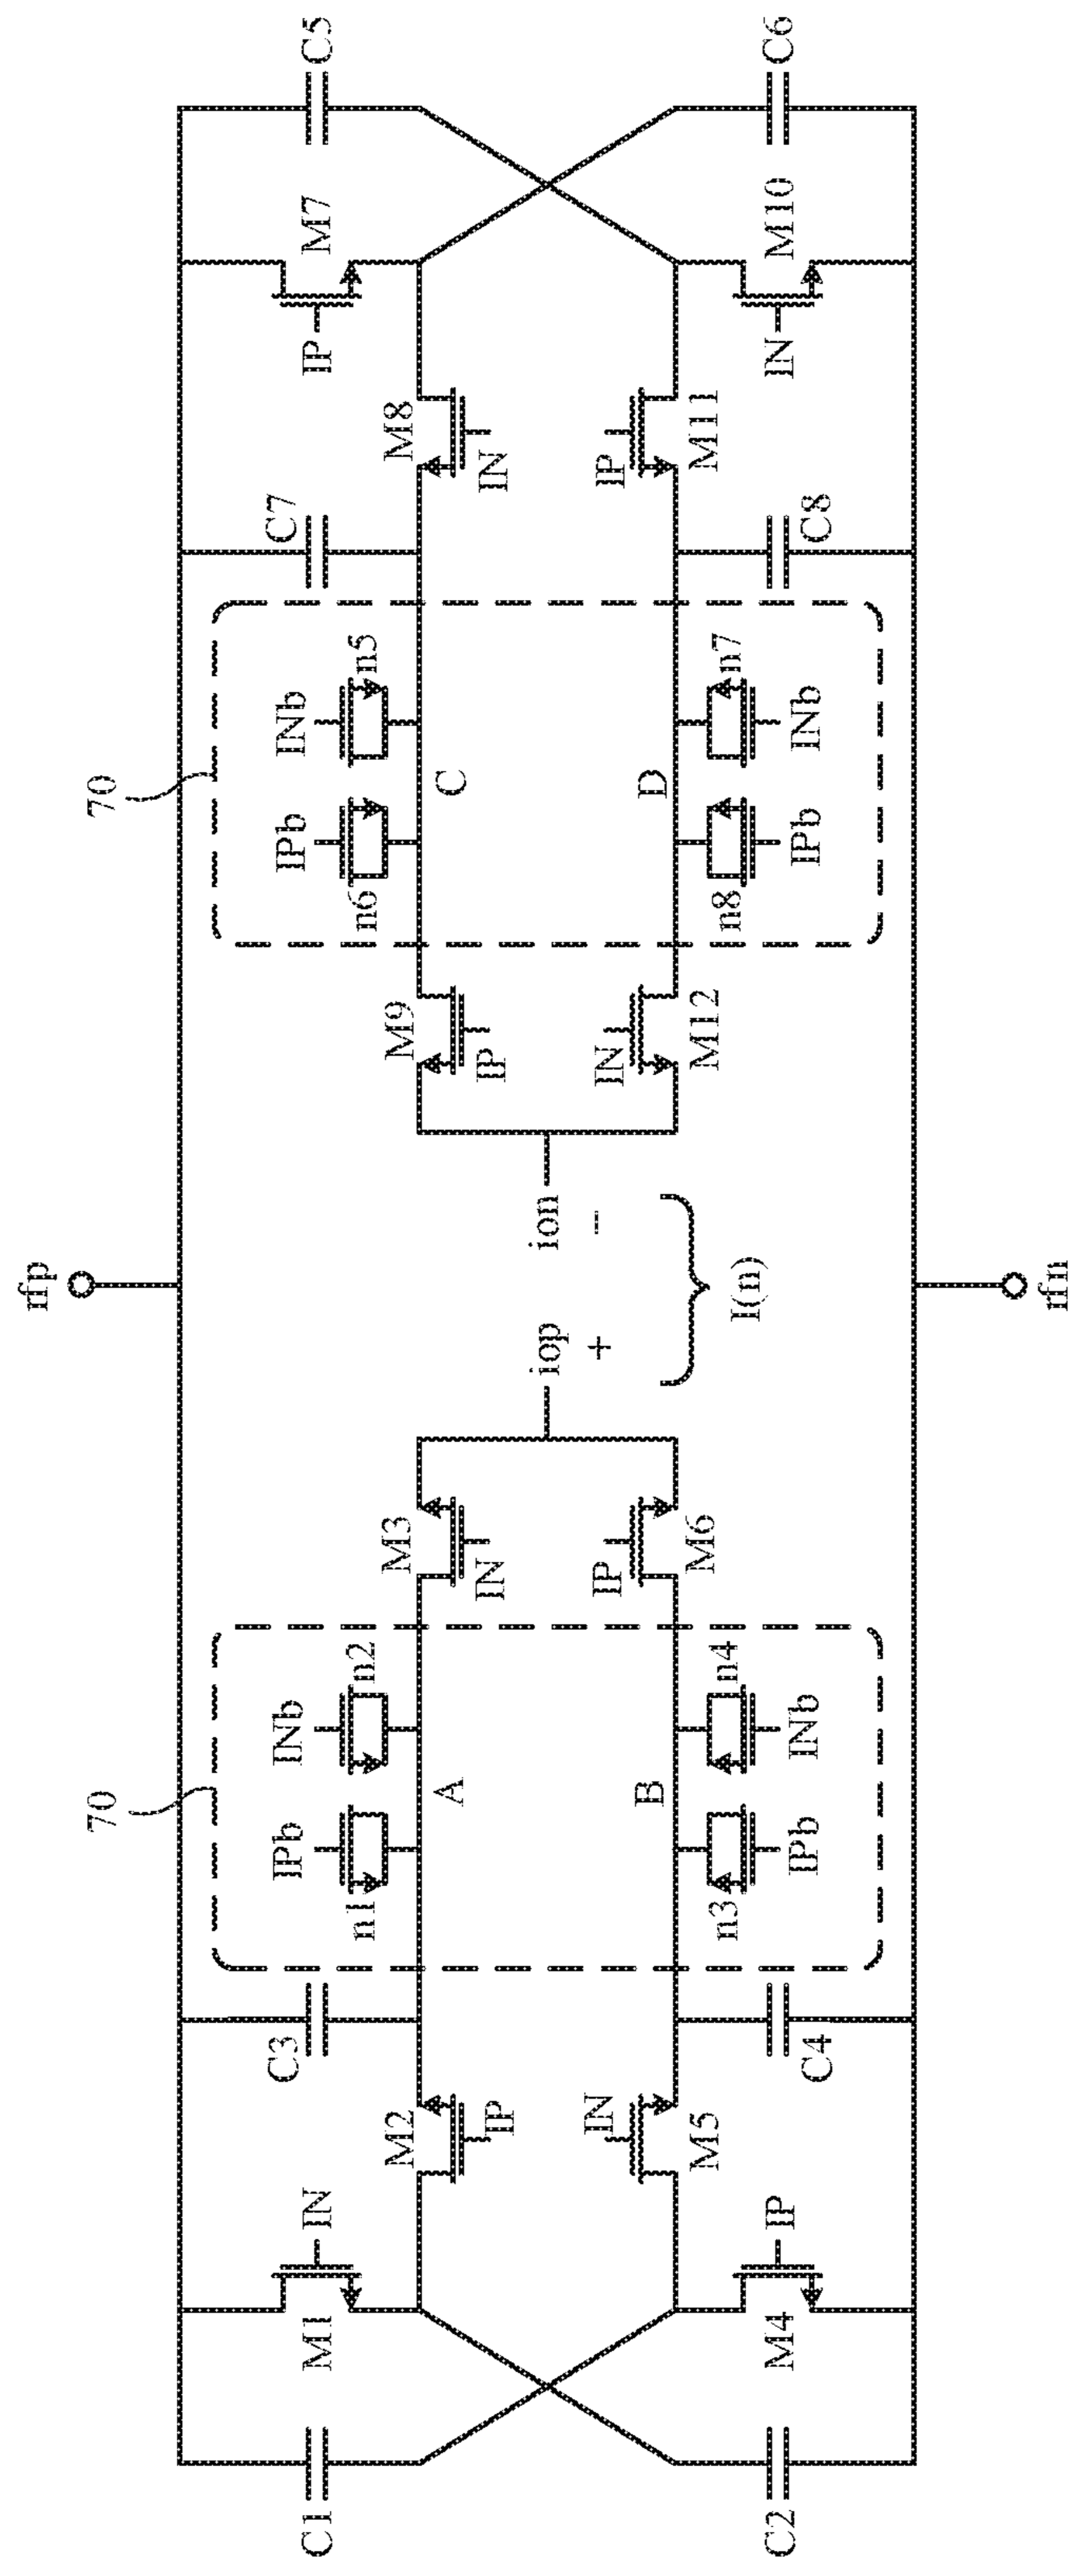 rfp
70
70
C1
M1
IN
C3
IPb
INb
IPb
INb
C7
IP
M7
C5
n1
n2
n6
n5
M2
M3
M9
M8
A
C
IP
IN
IP
IN
iop
ion
IN
IP
+
−
IN
IP
B
D
M5
M6
M12
M11
n3
n4
n8
n7
I(n)
C2
M4
IP
C4
IPb
INb
IPb
INb
C8
IN
M10
C6
rfn